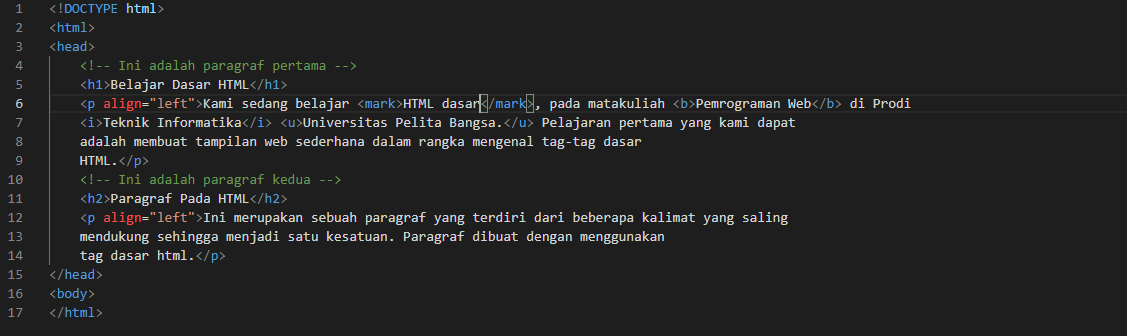 1 <!DOCTYPE html>
2 <html>
3 <head>
4 <!-- Ini adalah paragraf pertama -->
5 <h1>Belajar Dasar HTML</h1>
6 <p align="left">Kami sedang belajar <mark>HTML dasar</mark>, pada matakuliah <b>Pemrograman Web</b> di Prodi
7 <i>Teknik Informatika</i> <u>Universitas Pelita Bangsa.</u> Pelajaran pertama yang kami dapat
8 adalah membuat tampilan web sederhana dalam rangka mengenal tag-tag dasar
9 HTML.</p>
10 <!-- Ini adalah paragraf kedua -->
11 <h2>Paragraf Pada HTML</h2>
12 <p align="left">Ini merupakan sebuah paragraf yang terdiri dari beberapa kalimat yang saling
13 mendukung sehingga menjadi satu kesatuan. Paragraf dibuat dengan menggunakan
14 tag dasar html.</p>
15 </head>
16 <body>
17 </html>